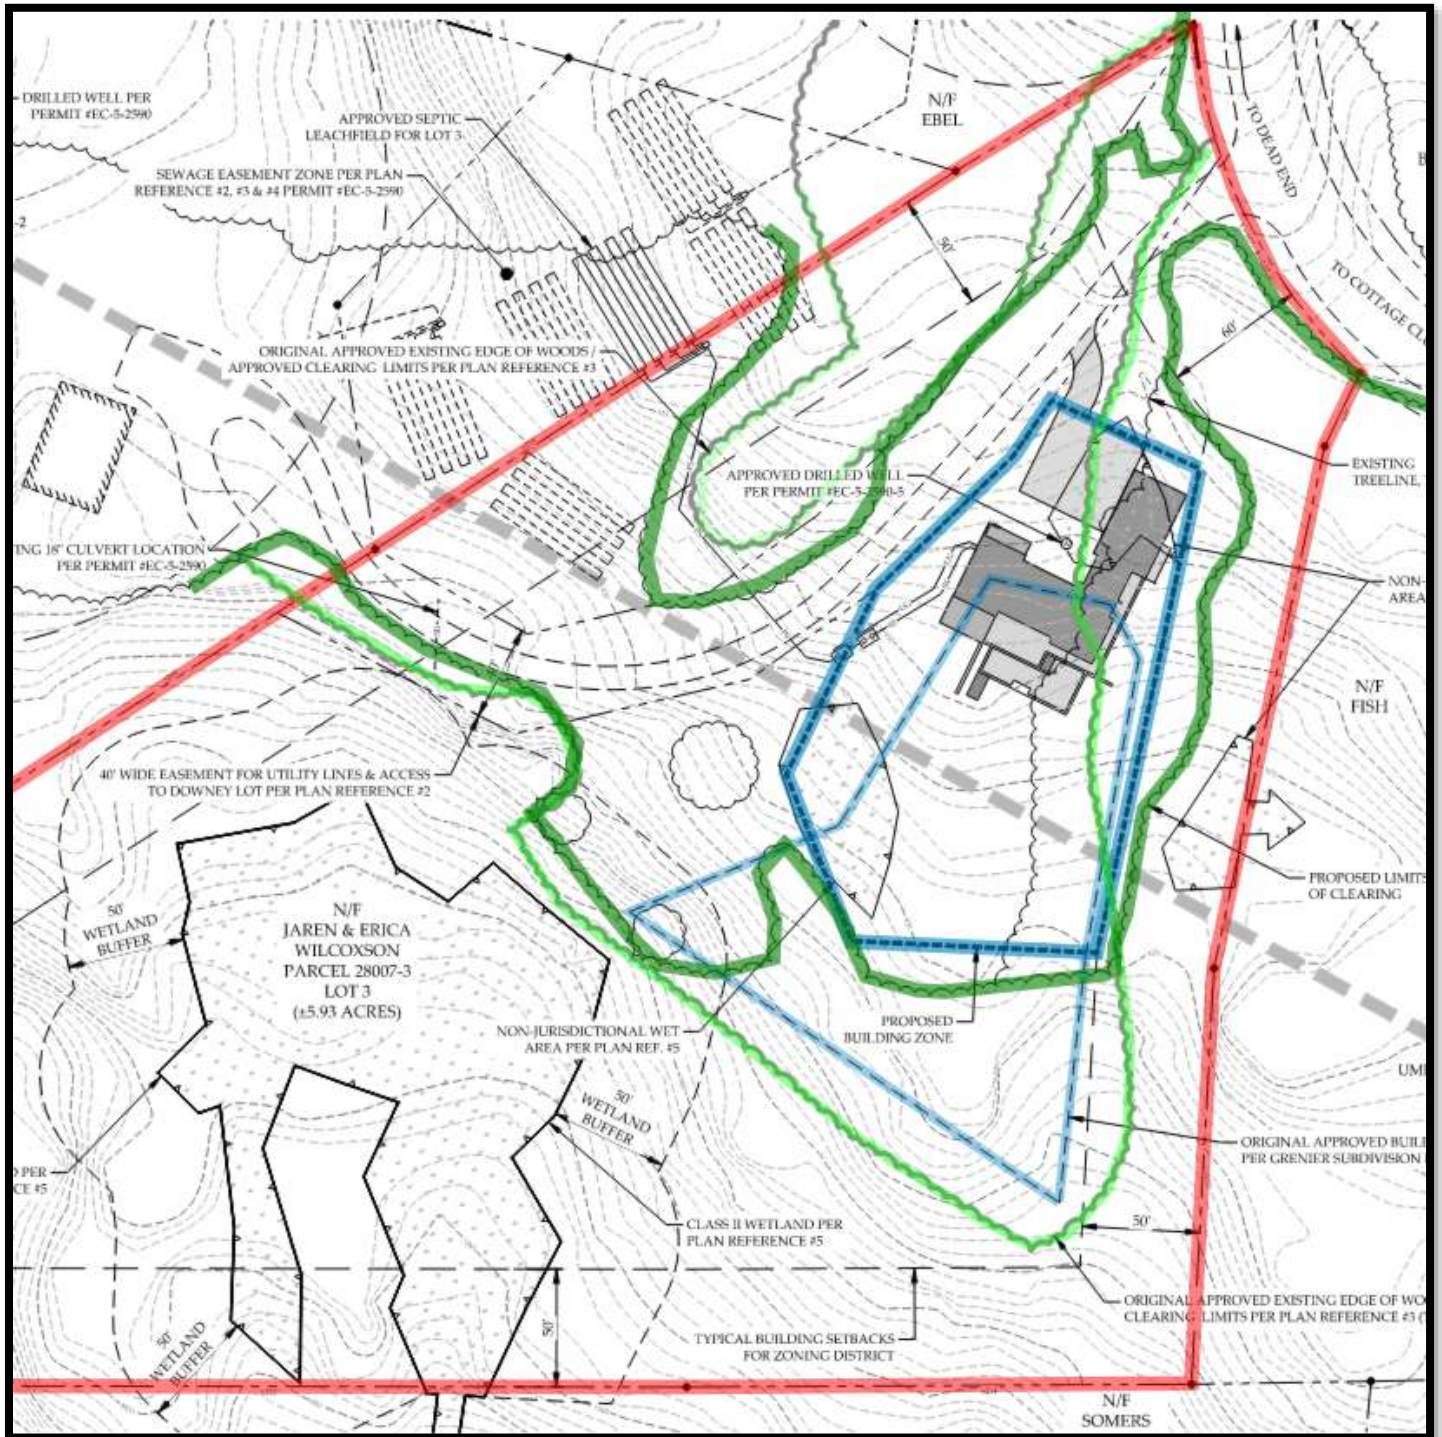 DRILLED WELL PER
PERMIT #EC-5-2590
APPROVED SEPTIC
LEACHFIELD FOR LOT 3
N/F
EBEL
TO DEAD END
SEWAGE EASEMENT ZONE PER PLAN
REFERENCE #2, #3 & #4 PERMIT #EC-5-2590
-2
50'
TO COTTAGE CL
60'
ORIGINAL APPROVED EXISTING EDGE OF WOODS /
APPROVED CLEARING LIMITS PER PLAN REFERENCE #3
APPROVED DRILLED WELL
PER PERMIT #EC-5-2590-5
EXISTING
TREELINE,
ING 18" CULVERT LOCATION
PER PERMIT #EC-5-2590
NON-
AREA
N/F
FISH
40' WIDE EASEMENT FOR UTILITY LINES & ACCESS
TO DOWNEY LOT PER PLAN REFERENCE #2
PROPOSED LIMITS
OF CLEARING
50'
WETLAND
BUFFER
N/F
JAREN & ERICA
WILCOXSON
PARCEL 28007-3
LOT 3
(±5.93 ACRES)
NON-JURISDICTIONAL WET
AREA PER PLAN REF. #5
PROPOSED
BUILDING ZONE
UM
50'
WETLAND
BUFFER
ORIGINAL APPROVED BUIL
PER GRENIER SUBDIVISION
PER
CE #5
CLASS II WETLAND PER
PLAN REFERENCE #5
50'
ORIGINAL APPROVED EXISTING EDGE OF WO
CLEARING LIMITS PER PLAN REFERENCE #3 (
50'
WETLAND
BUFFER
50'
TYPICAL BUILDING SETBACKS
FOR ZONING DISTRICT
N/F
SOMERS